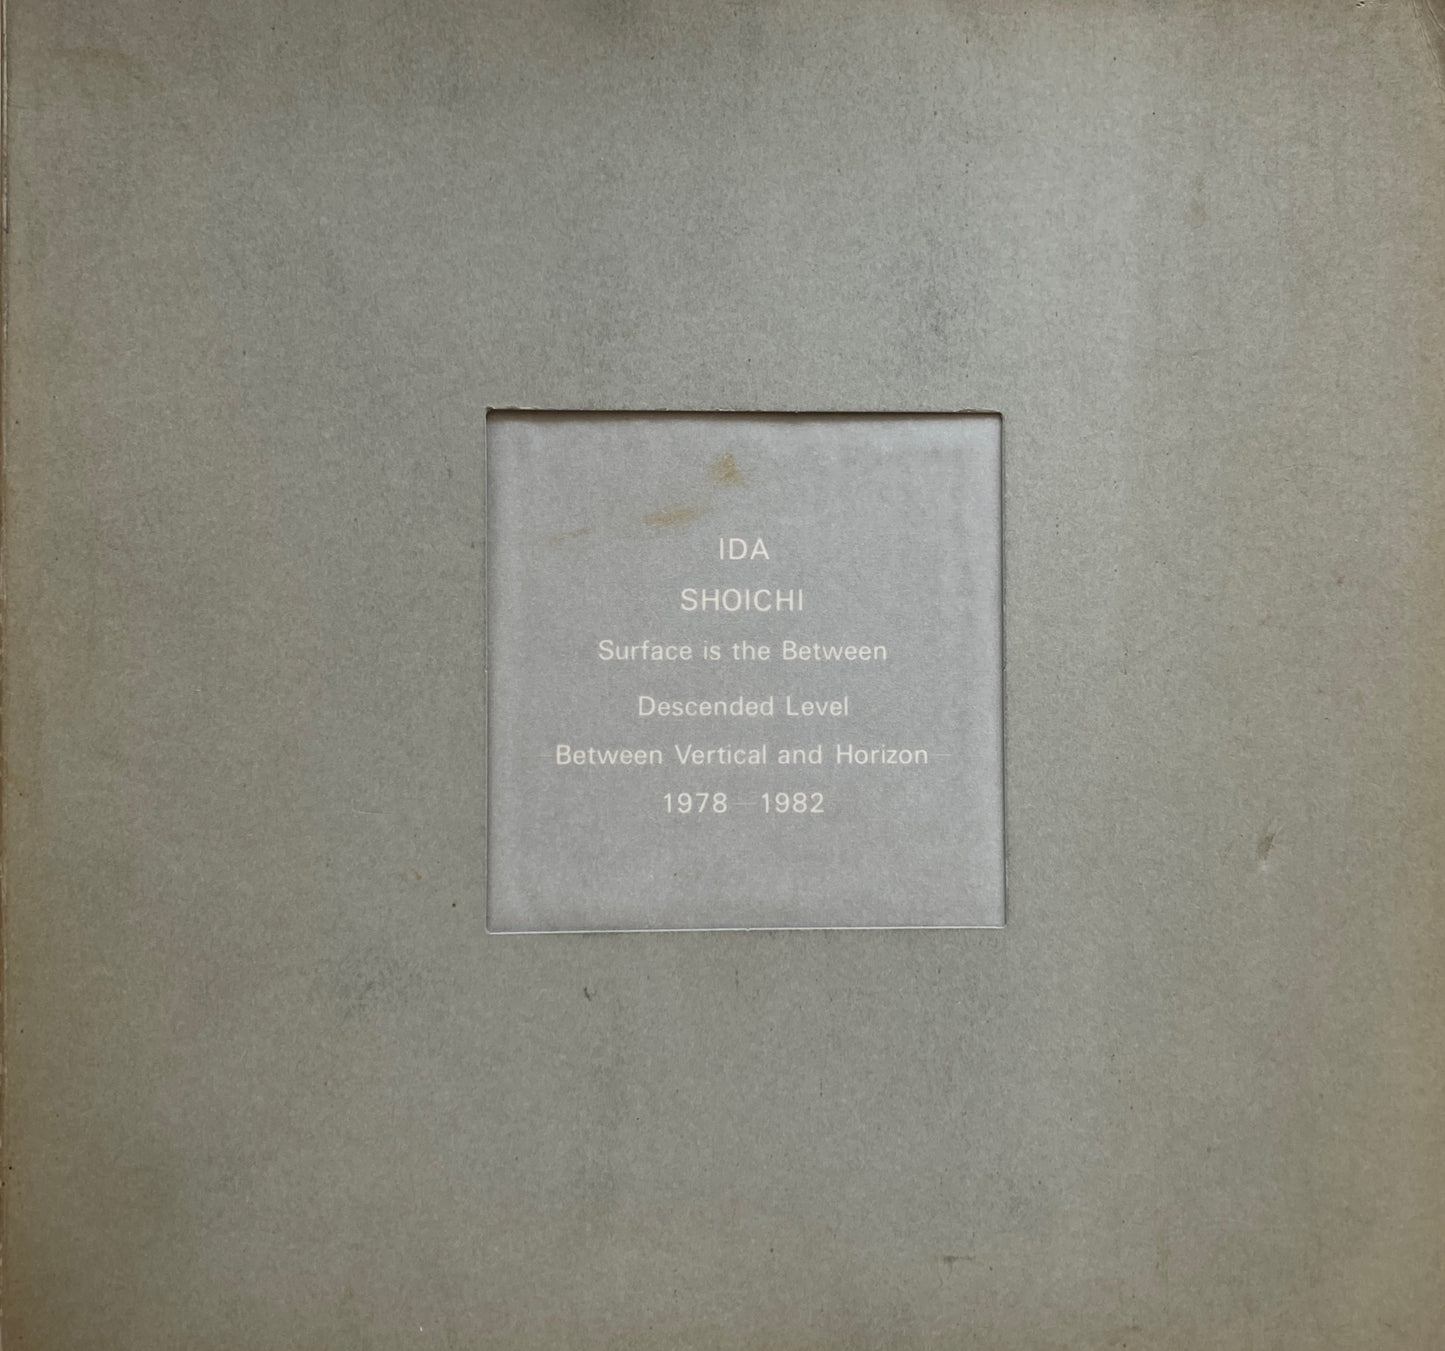 IDA
SHOICHI
Surface is the Between
Descended Level
—Between Vertical and Horizon—
1978—1982